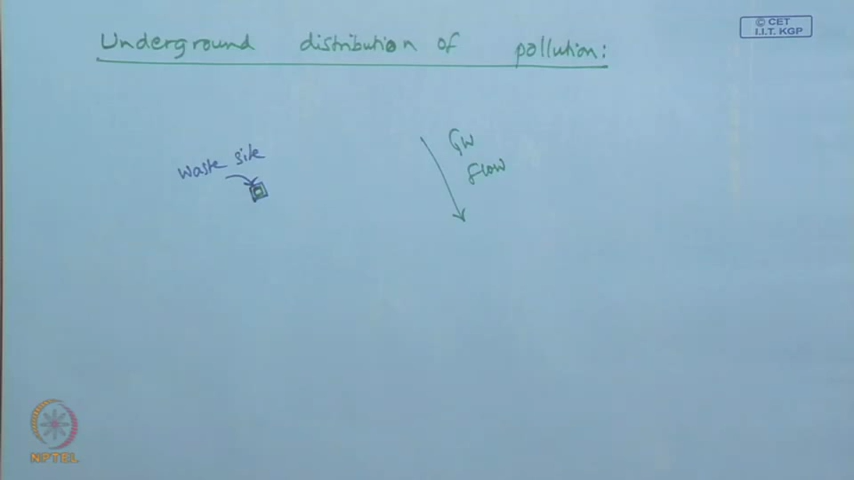 Underground distribution of pollution:
© CET
I.I.T. KGP
Waste site
GW
flow
NPTEL